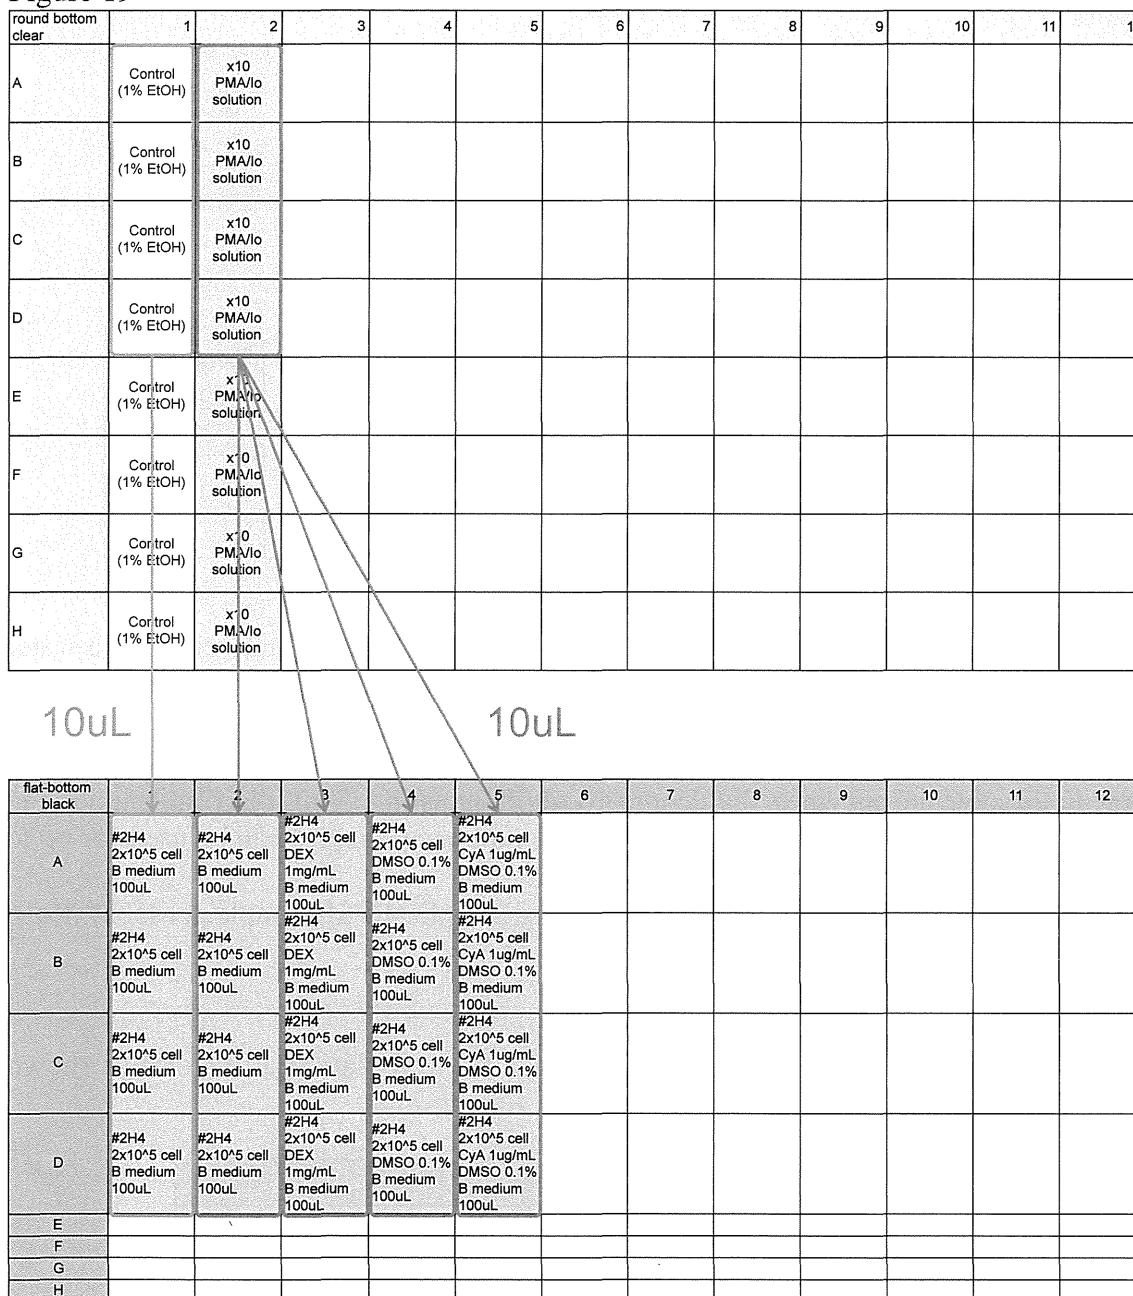 Figure 19
round bottom clear 1 2 3 4 5 6 7 8 9 10 11
A
Control
(1% EtOH)
x10
PMA/Io
solution
B
Control
(1% EtOH)
x10
PMA/Io
solution
C
Control
(1% EtOH)
x10
PMA/Io
solution
D
Control
(1% EtOH)
x10
PMA/Io
solution
E
Control
(1% EtOH)
x10
PMA/Io
solution
F
Control
(1% EtOH)
x10
PMA/Io
solution
G
Control
(1% EtOH)
x10
PMA/Io
solution
H
Control
(1% EtOH)
x10
PMA/Io
solution
10uL
10uL
flat-bottom black 1 2 3 4 5 6 7 8 9 10 11 12
A
#2H4
2x10^5 cell
B medium
100uL
#2H4
2x10^5 cell
B medium
100uL
#2H4
2x10^5 cell
DEX
1mg/mL
B medium
100uL
#2H4
2x10^5 cell
DMSO 0.1%
B medium
100uL
#2H4
2x10^5 cell
CyA 1ug/mL
DMSO 0.1%
B medium
100uL
B
#2H4
2x10^5 cell
B medium
100uL
#2H4
2x10^5 cell
B medium
100uL
#2H4
2x10^5 cell
DEX
1mg/mL
B medium
100uL
#2H4
2x10^5 cell
DMSO 0.1%
B medium
100uL
#2H4
2x10^5 cell
CyA 1ug/mL
DMSO 0.1%
B medium
100uL
C
#2H4
2x10^5 cell
B medium
100uL
#2H4
2x10^5 cell
B medium
100uL
#2H4
2x10^5 cell
DEX
1mg/mL
B medium
100uL
#2H4
2x10^5 cell
DMSO 0.1%
B medium
100uL
#2H4
2x10^5 cell
CyA 1ug/mL
DMSO 0.1%
B medium
100uL
D
#2H4
2x10^5 cell
B medium
100uL
#2H4
2x10^5 cell
B medium
100uL
#2H4
2x10^5 cell
DEX
1mg/mL
B medium
100uL
#2H4
2x10^5 cell
DMSO 0.1%
B medium
100uL
#2H4
2x10^5 cell
CyA 1ug/mL
DMSO 0.1%
B medium
100uL
E
F
G
H